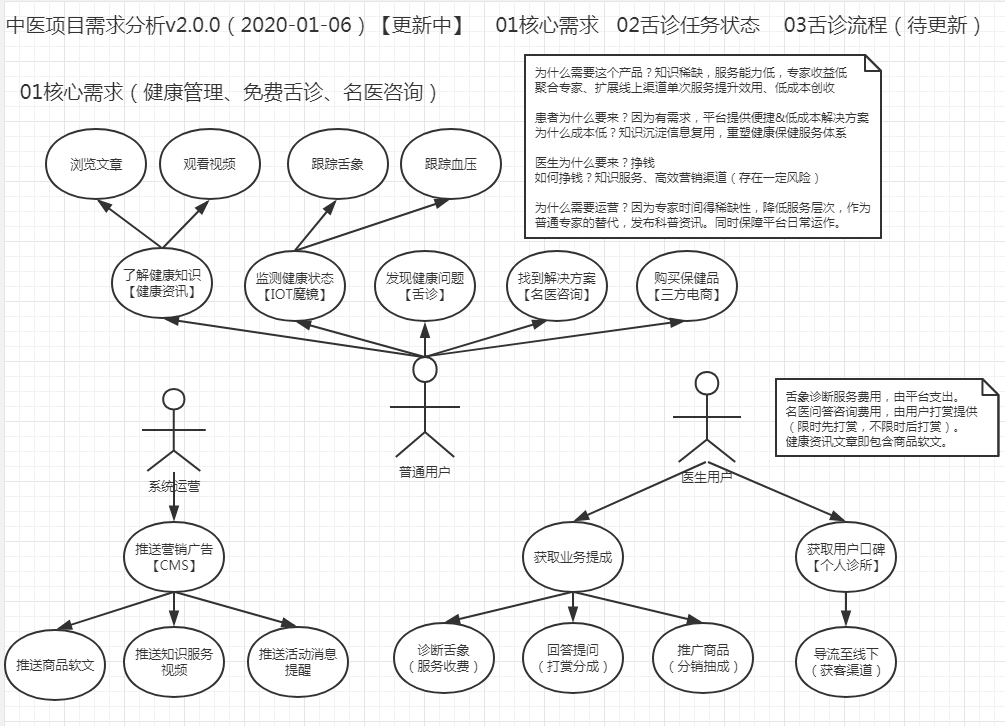 中医项目需求分析v2.0.0（2020-01-06）【更新中】 01核心需求 02舌诊任务状态 03舌诊流程（待更新）
01核心需求（健康管理、免费舌诊、名医咨询）
为什么需要这个产品？知识稀缺，服务能力低，专家收益低
聚合专家、扩展线上渠道单次服务提升效用、低成本创收
患者为什么要来？因为有需求，平台提供便捷&低成本解决方案
为什么成本低？知识沉淀信息复用，重塑健康保健服务体系
医生为什么要来？挣钱
如何挣钱？知识服务、高效营销渠道（存在一定风险）
为什么需要运营？因为专家时间得稀缺性，降低服务层次，作为
普通专家的替代，发布科普资讯。同时保障平台日常运作。
浏览文章
观看视频
跟踪舌象
跟踪血压
了解健康知识
【健康资讯】
监测健康状态
【IOT魔镜】
发现健康问题
【舌诊】
找到解决方案
【名医咨询】
购买保健品
【三方电商】
舌象诊断服务费用，由平台支出。
名医问答咨询费用，由用户打赏提供
（限时先打赏，不限时后打赏）。
健康资讯文章即包含商品软文。
系统运营
普通用户
医生用户
推送营销广告
【CMS】
获取业务提成
获取用户口碑
【个人诊所】
推送商品软文
推送知识服务
视频
推送活动消息
提醒
诊断舌象
（服务收费）
回答提问
（打赏分成）
推广商品
（分销抽成）
导流至线下
（获客渠道）